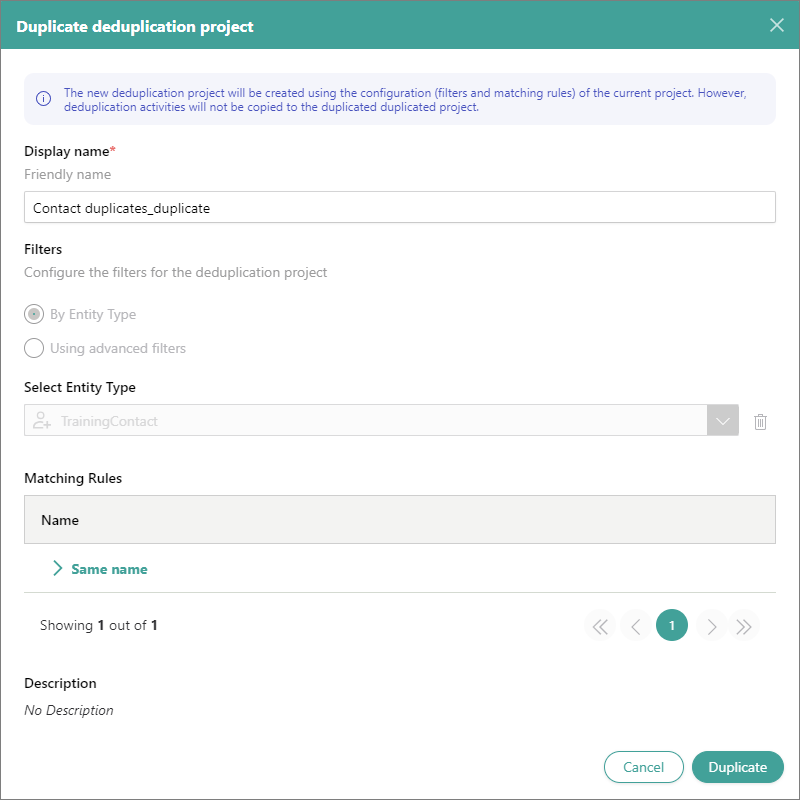 Duplicate deduplication project
The new deduplication project will be created using the configuration (filters and matching rules) of the current project. However,
deduplication activities will not be copied to the duplicated duplicated project.
Display name*
Friendly name
Contact duplicates_duplicate
Filters
Configure the filters for the deduplication project
By Entity Type
Using advanced filters
Select Entity Type
TrainingContact
Matching Rules
Name
Same name
Showing 1 out of 1
1
Description
No Description
Cancel
Duplicate